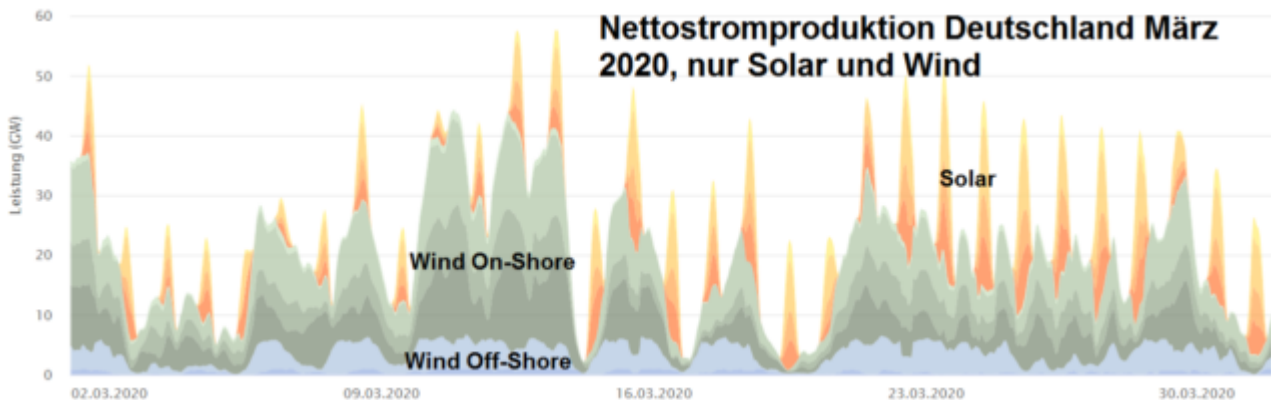 60
Nettostromproduktion Deutschland März
2020, nur Solar und Wind
50
40
Leistung (GW)
Solar
30
20
Wind On-Shore
10
Wind Off-Shore
0
02.03.2020 09.03.2020 16.03.2020 23.03.2020 30.03.2020